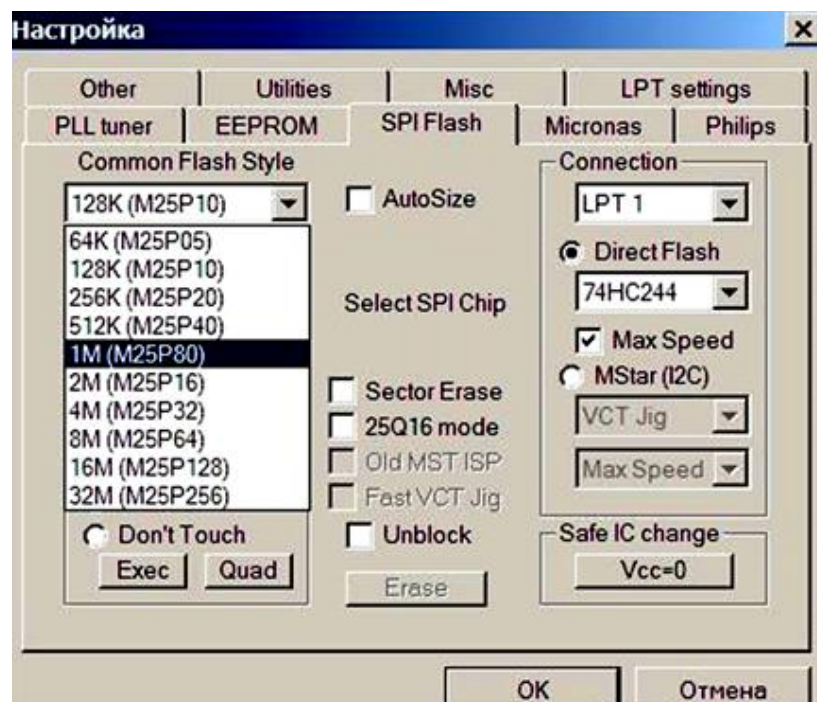 Настройка
Other Utilities Misc LPT settings
PLL tuner EEPROM SPI Flash Micronas Philips
Common Flash Style
128K (M25P10)
64K (M25P05)
128K (M25P10)
256K (M25P20)
512K (M25P40)
1M (M25P80)
2M (M25P16)
4M (M25P32)
8M (M25P64)
16M (M25P128)
32M (M25P256)
Don't Touch
Exec Quad
AutoSize
Select SPI Chip
Sector Erase
25Q16 mode
Old MST ISP
Fast VCT Jig
Unblock
Erase
Connection
LPT 1
Direct Flash
74HC244
Max Speed
MStar (I2C)
VCT Jig
Max Speed
Safe IC change
Vcc=0
OK Отмена